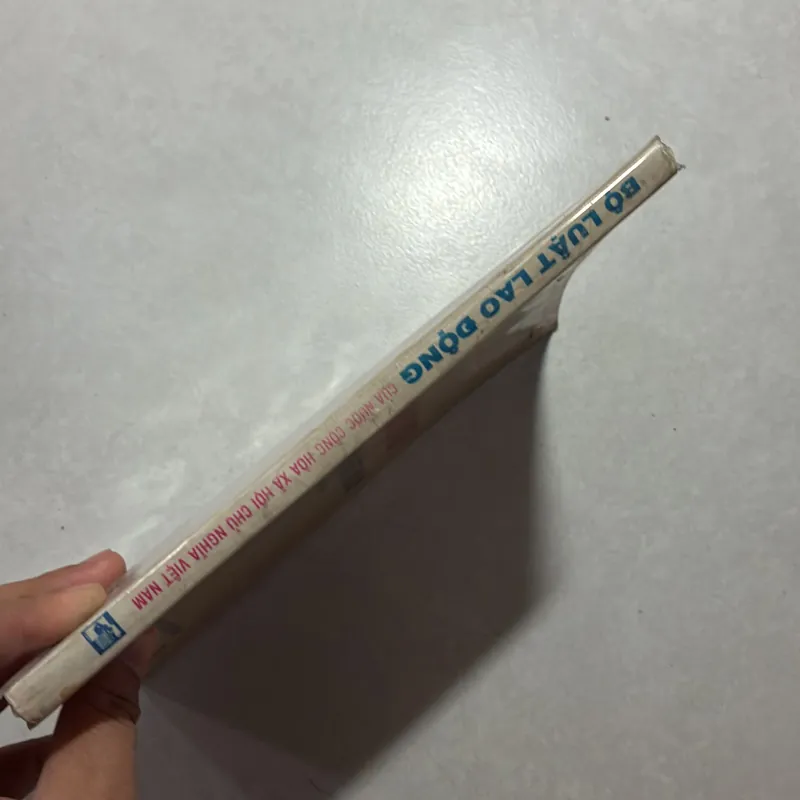 BỘ LUẬT LAO ĐỘNG
CỦA NƯỚC CỘNG HÒA XÃ HỘI CHỦ NGHĨA VIỆT NAM